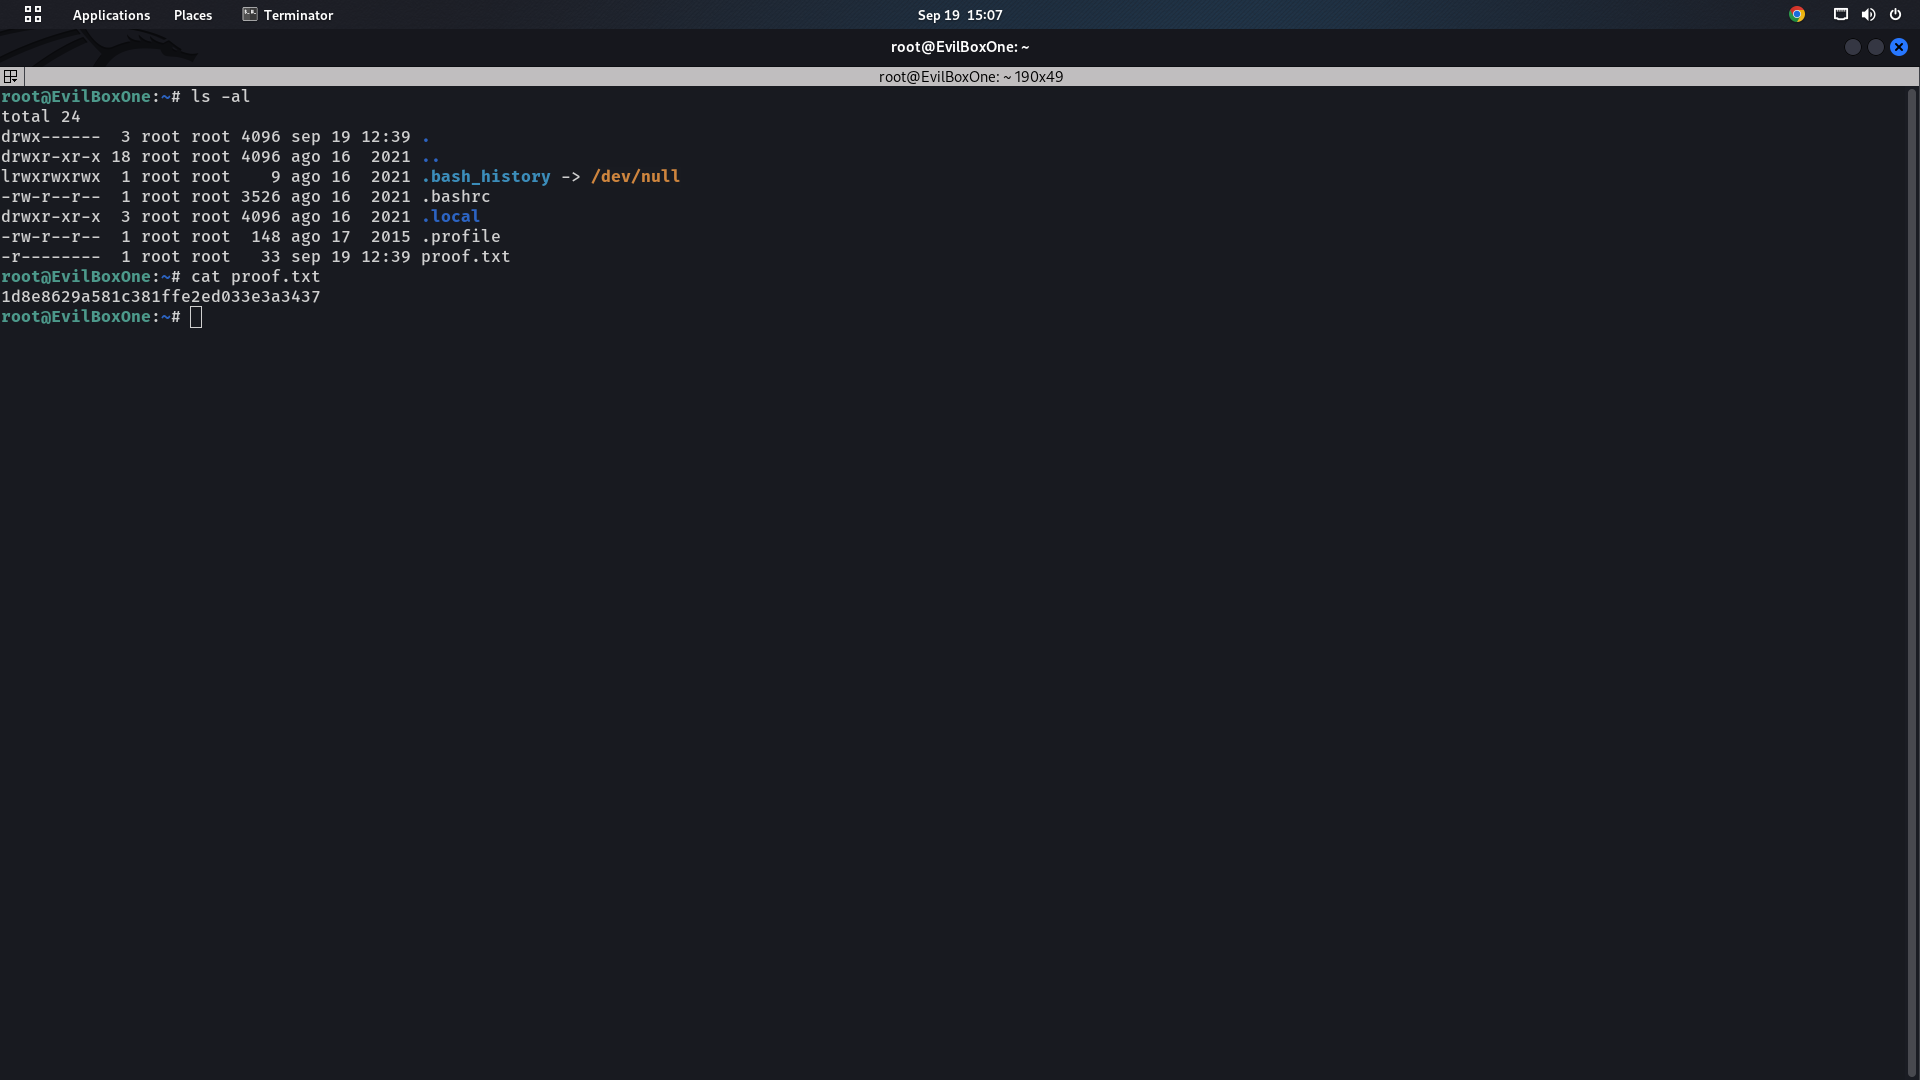 Applications Places Terminator Sep 19 15:07
root@EvilBoxOne: ~
root@EvilBoxOne: ~ 190x49
root@EvilBoxOne:~# ls -al
total 24
drwx------  3 root root 4096 sep 19 12:39 .
drwxr-xr-x 18 root root 4096 ago 16  2021 ..
lrwxrwxrwx  1 root root    9 ago 16  2021 .bash_history -> /dev/null
-rw-r--r--  1 root root 3526 ago 16  2021 .bashrc
drwxr-xr-x  3 root root 4096 ago 16  2021 .local
-rw-r--r--  1 root root  148 ago 17  2015 .profile
-r--------  1 root root   33 sep 19 12:39 proof.txt
root@EvilBoxOne:~# cat proof.txt
1d8e8629a581c381ffe2ed033e3a3437
root@EvilBoxOne:~#